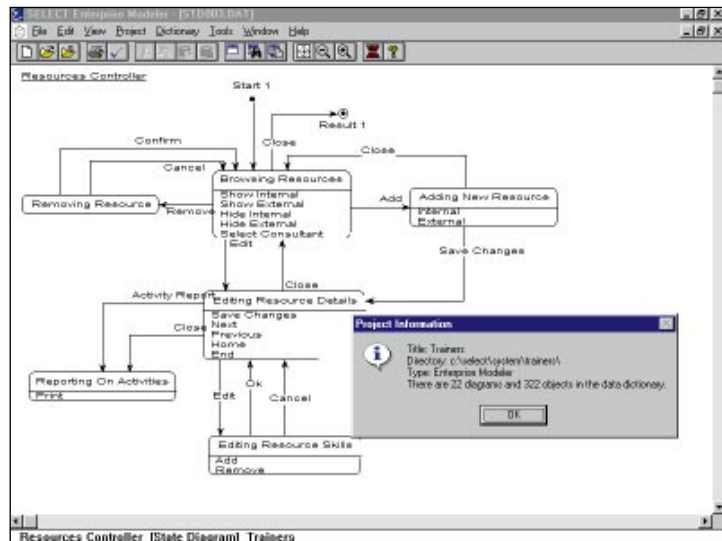 SELECT Enterprise Modeler - [STD003.DAT]
File Edit View Project Dictionary Tools Window Help
Resources Controller
Start 1
Result 1
Confirm
Close
Close
Cancel
Browsing Resources
Show Internal
Show External
Hide Internal
Hide External
Select Consultant
Removing Resource
Remove
Add
Adding New Resource
Internal
External
Edit
Save Changes
Close
Activity Report
Editing Resource Details
Save Changes
Next
Previous
Home
End
Close
Reporting On Activities
Print
Edit
Ok
Cancel
Editing Resource Skills
Add
Remove
Project Information
Title: Trainers
Directory: c:\select\system\trainers\
Type: Enterprise Modeler
There are 22 diagrams and 322 objects in the data dictionary.
OK
Resources Controller [State Diagram] Trainers